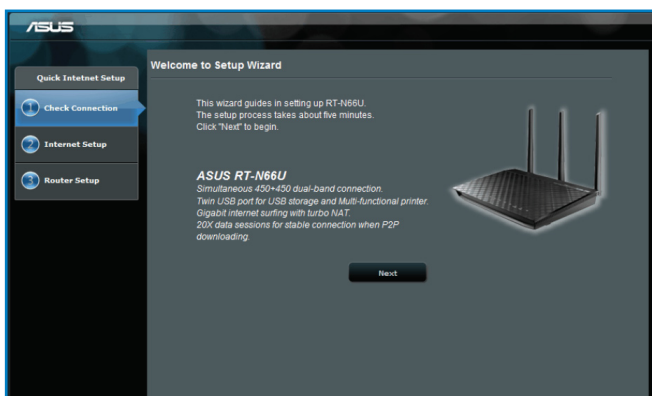 ASUS
Quick Intetnet Setup
1 Check Connection
2 Internet Setup
3 Router Setup
Welcome to Setup Wizard
This wizard guides in setting up RT-N66U.
The setup process takes about five minutes.
Click "Next" to begin.
ASUS RT-N66U
Simultaneous 450+450 dual-band connection.
Twin USB port for USB storage and Multi-functional printer.
Gigabit internet surfing with turbo NAT.
20X data sessions for stable connection when P2P
downloading.
Next